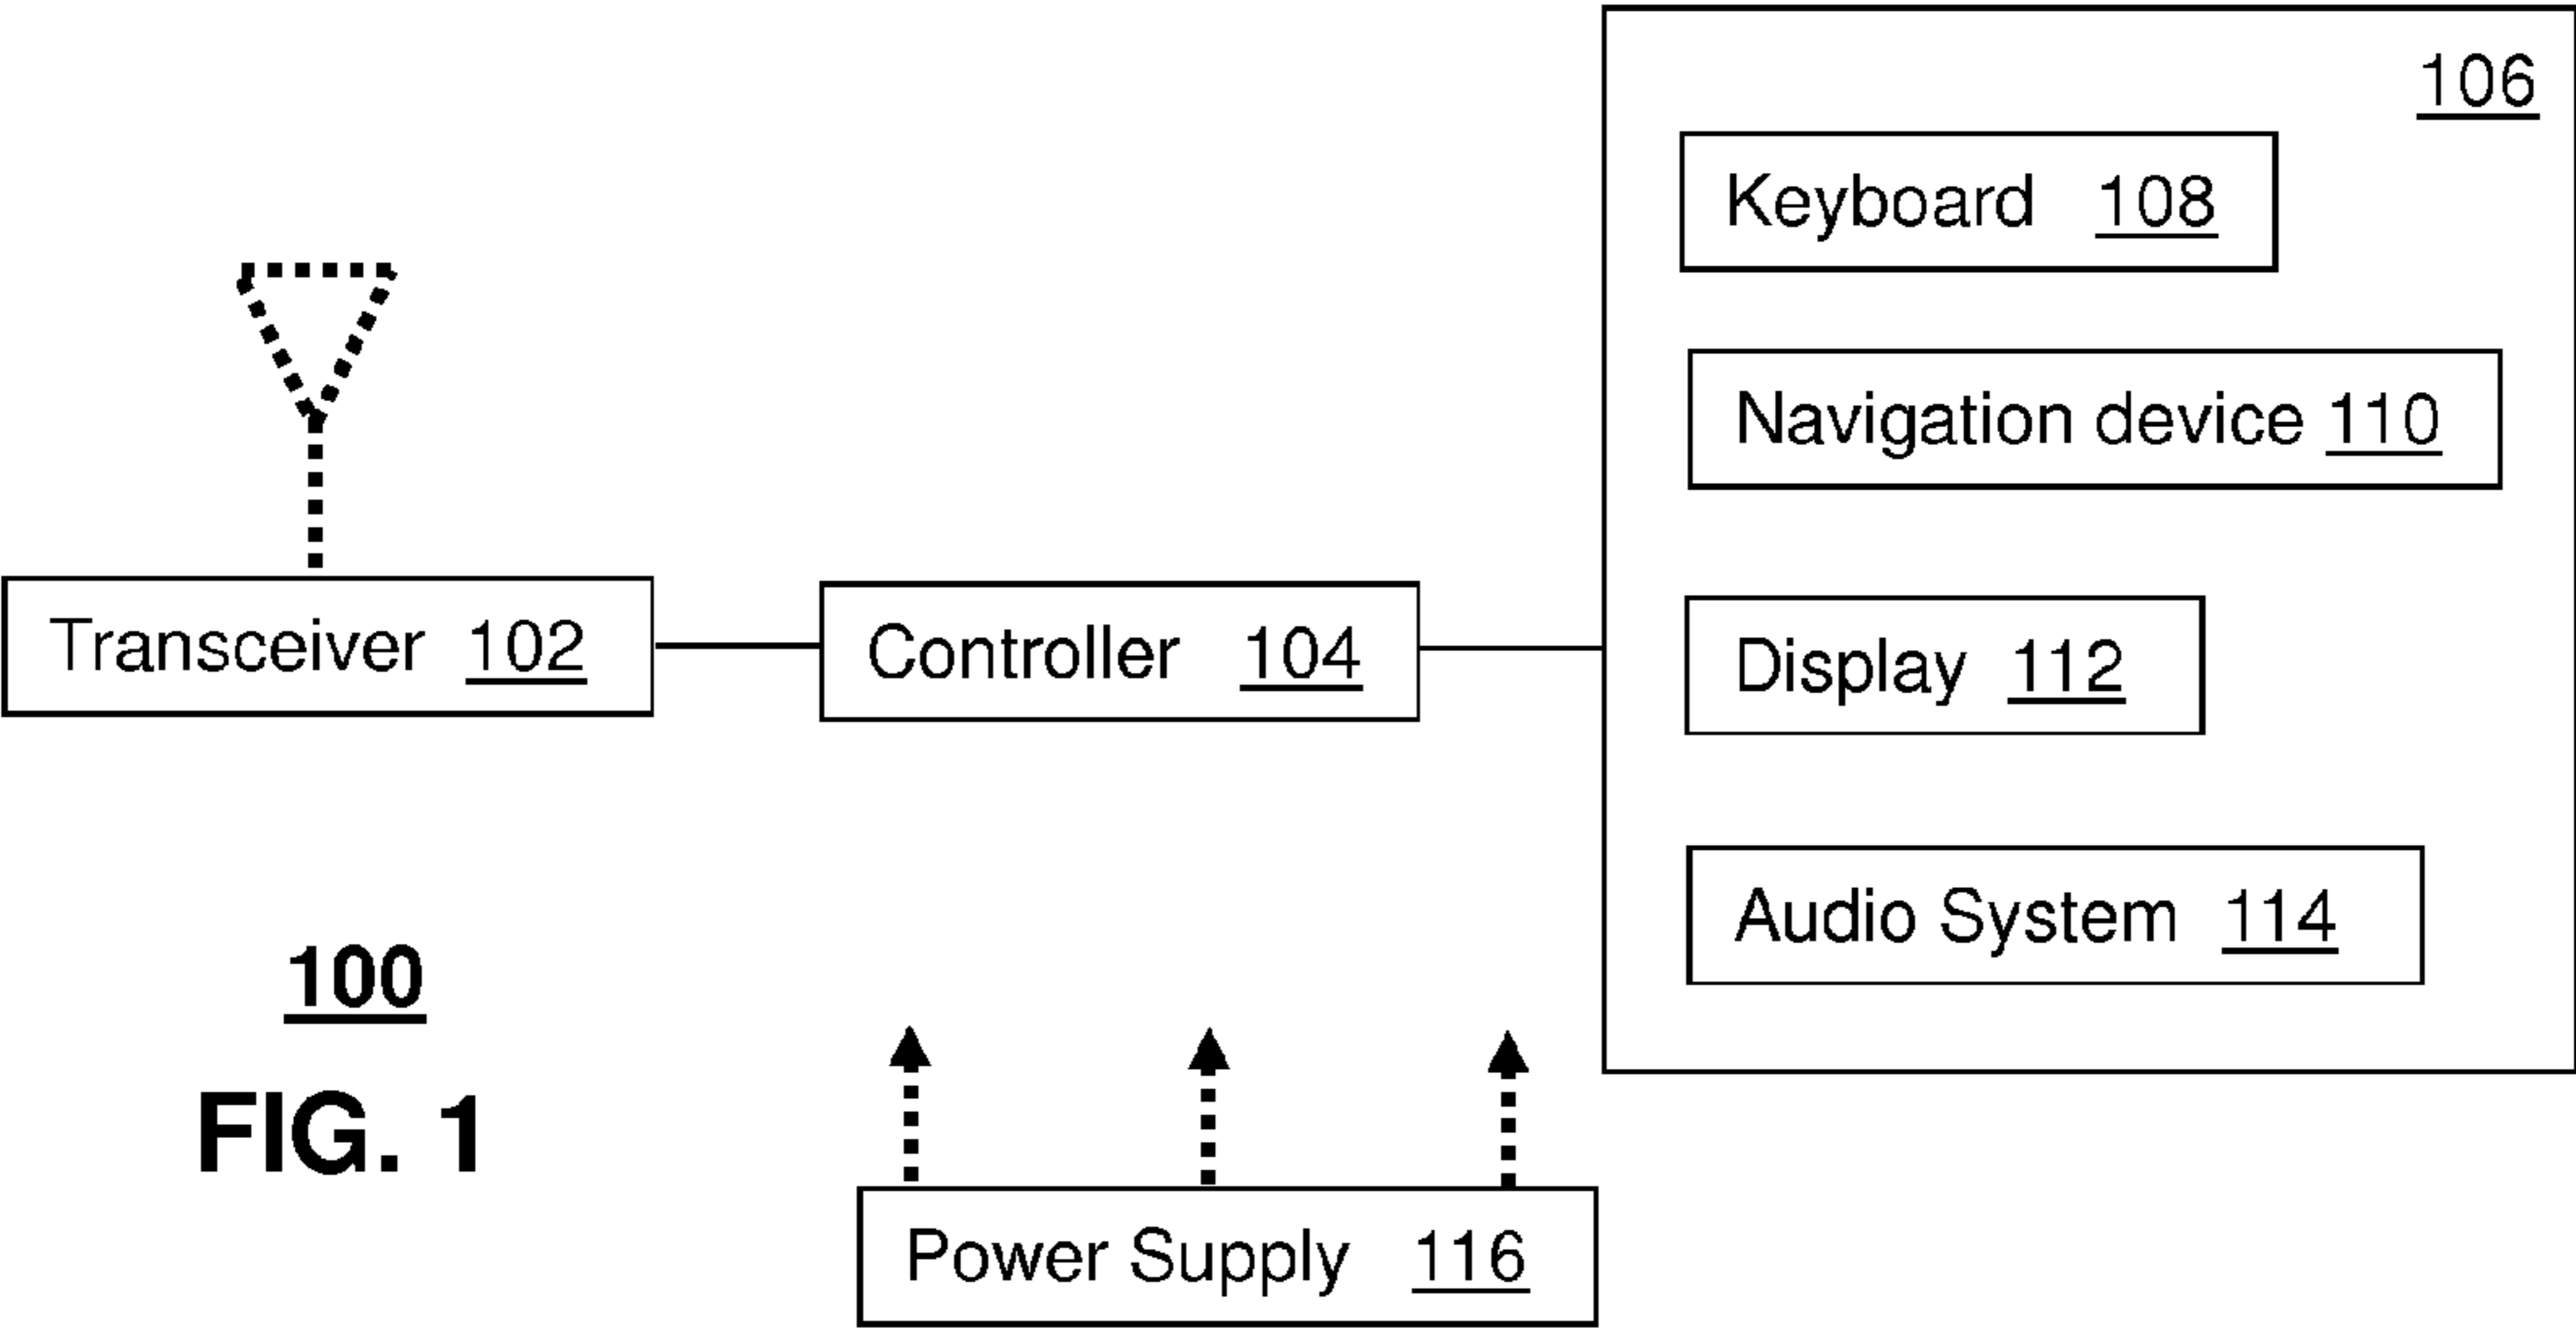 106
Keyboard 108
Navigation device 110
Transceiver 102
Controller 104
Display 112
Audio System 114
100
FIG. 1
Power Supply 116